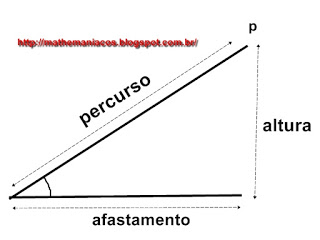 p
http://mathemaniacos.blogspot.com.br/
percurso
altura
afastamento